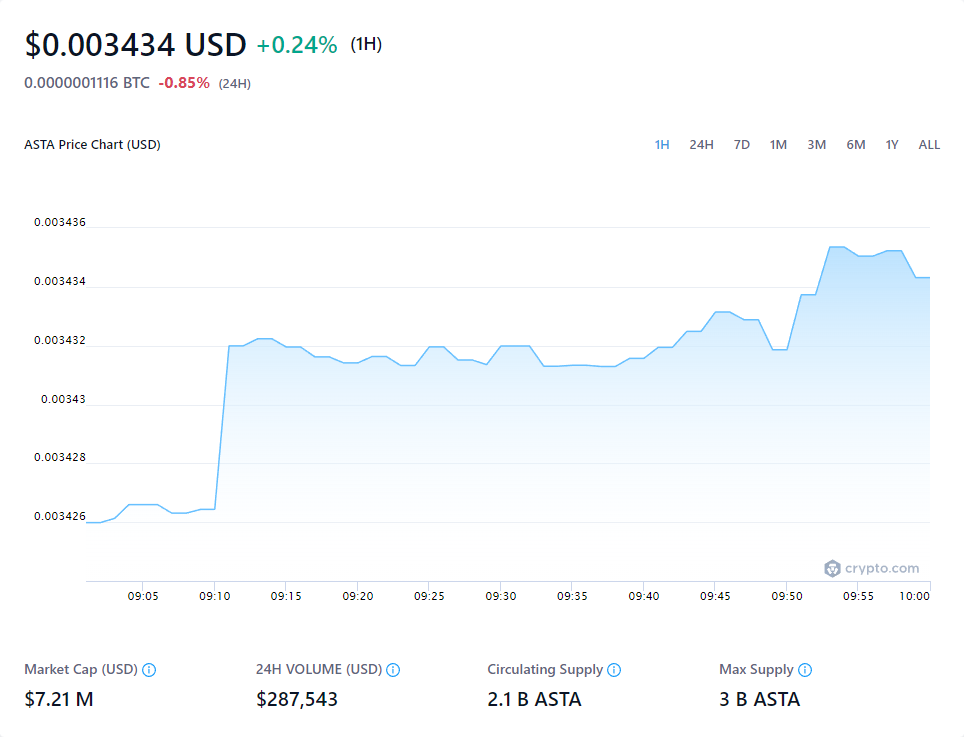 $0.003434 USD +0.24% (1H)
0.0000001116 BTC -0.85% (24H)
ASTA Price Chart (USD) 1H 24H 7D 1M 3M 6M 1Y ALL
0.003436
0.003434
0.003432
0.00343
0.003428
0.003426
crypto.com
09:05 09:10 09:15 09:20 09:25 09:30 09:35 09:40 09:45 09:50 09:55 10:00
Market Cap (USD) 24H VOLUME (USD) Circulating Supply Max Supply
$7.21 M $287,543 2.1 B ASTA 3 B ASTA